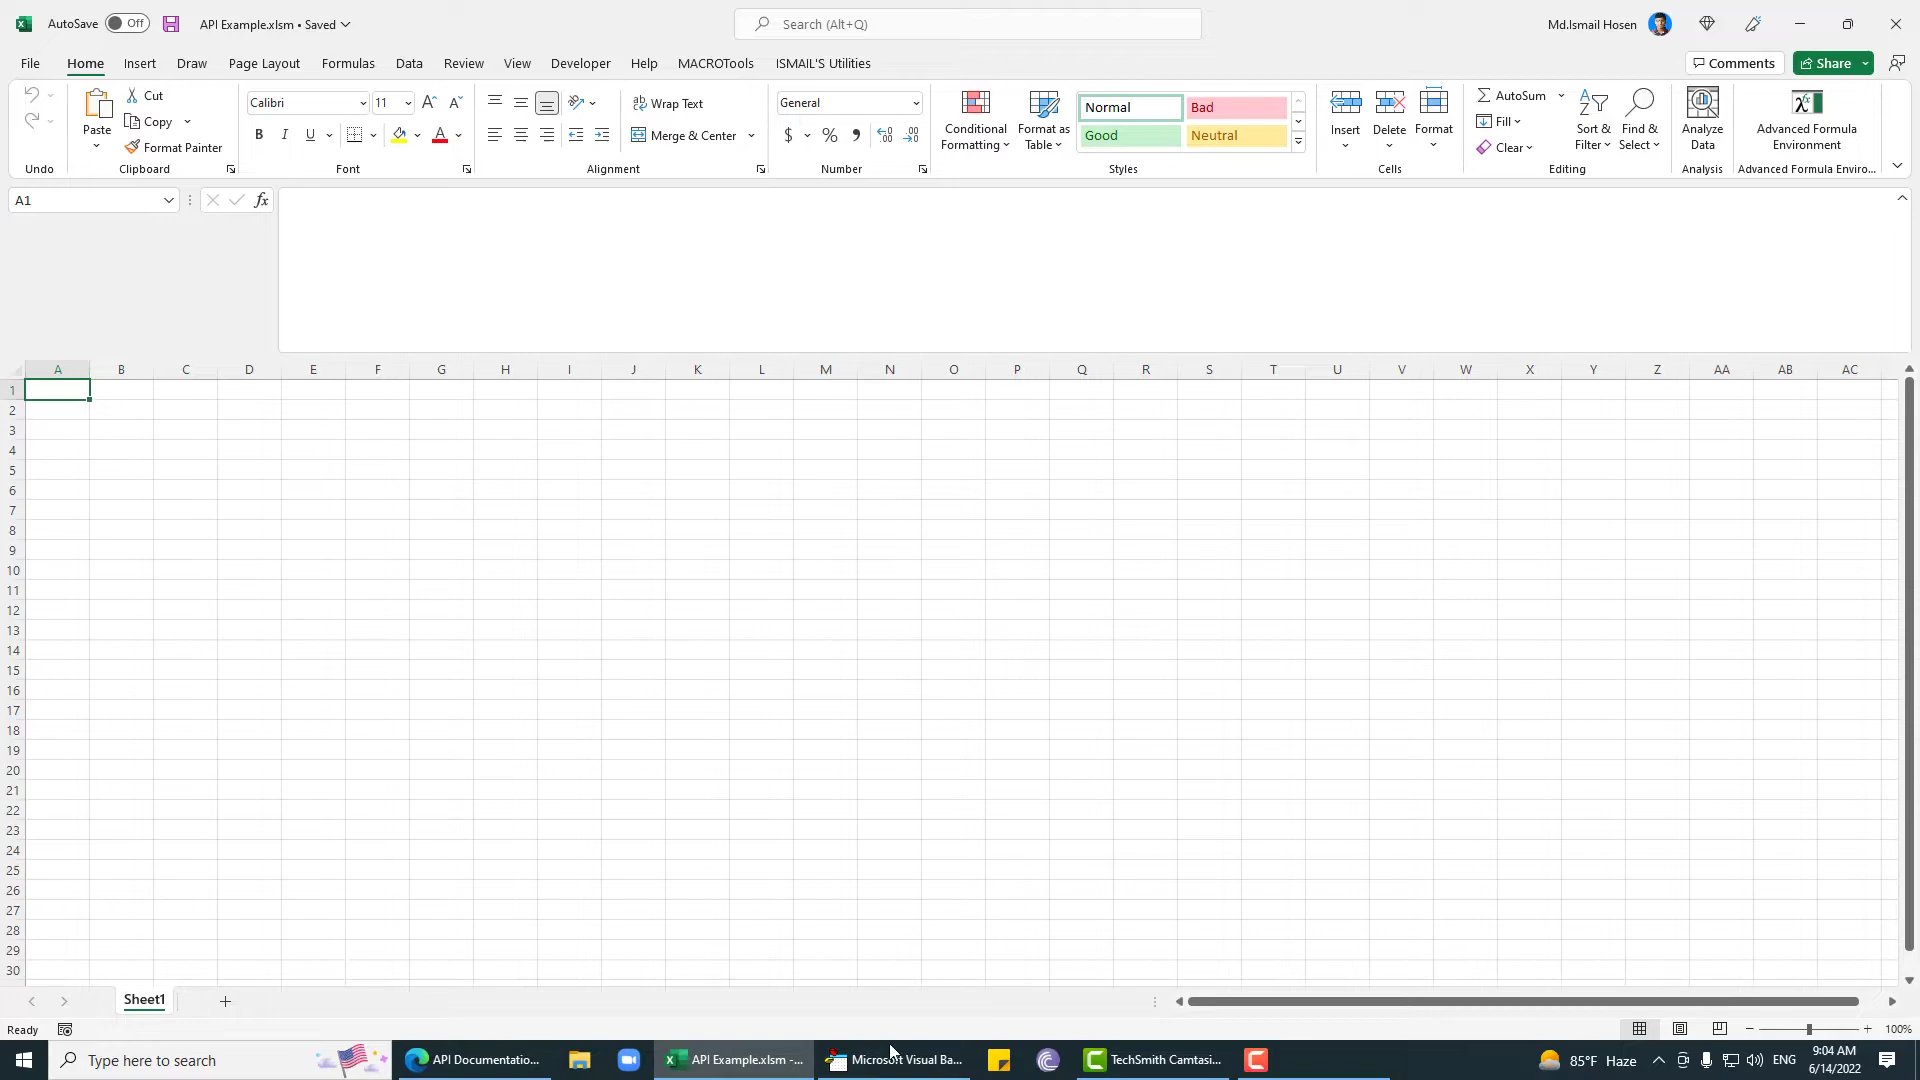 AutoSave Off API Example.xlsm • Saved Search (Alt+Q) Md.Ismail Hosen
File Home Insert Draw Page Layout Formulas Data Review View Developer Help MACROTools ISMAIL'S Utilities Comments Share
Paste Cut Copy Format Painter
Calibri 11 B I U A
Wrap Text
Merge & Center
General
$ %
Conditional Formatting
Format as Table
Normal Bad
Good Neutral
Insert Delete Format
AutoSum
Fill
Clear
Sort & Filter
Find & Select
Analyze Data
Advanced Formula Environment
Undo Clipboard Font Alignment Number Styles Cells Editing Analysis Advanced Formula Enviro...
A1 fx
A B C D E F G H I J K L M N O P Q R S T U V W X Y Z AA AB AC
1
2
3
4
5
6
7
8
9
10
11
12
13
14
15
16
17
18
19
20
21
22
23
24
25
26
27
28
29
30
Sheet1
Ready 100%
Type here to search API Documentatio... API Example.xlsm -... Microsoft Visual Ba... TechSmith Camtasi... 85°F Haze ENG 9:04 AM
6/14/2022